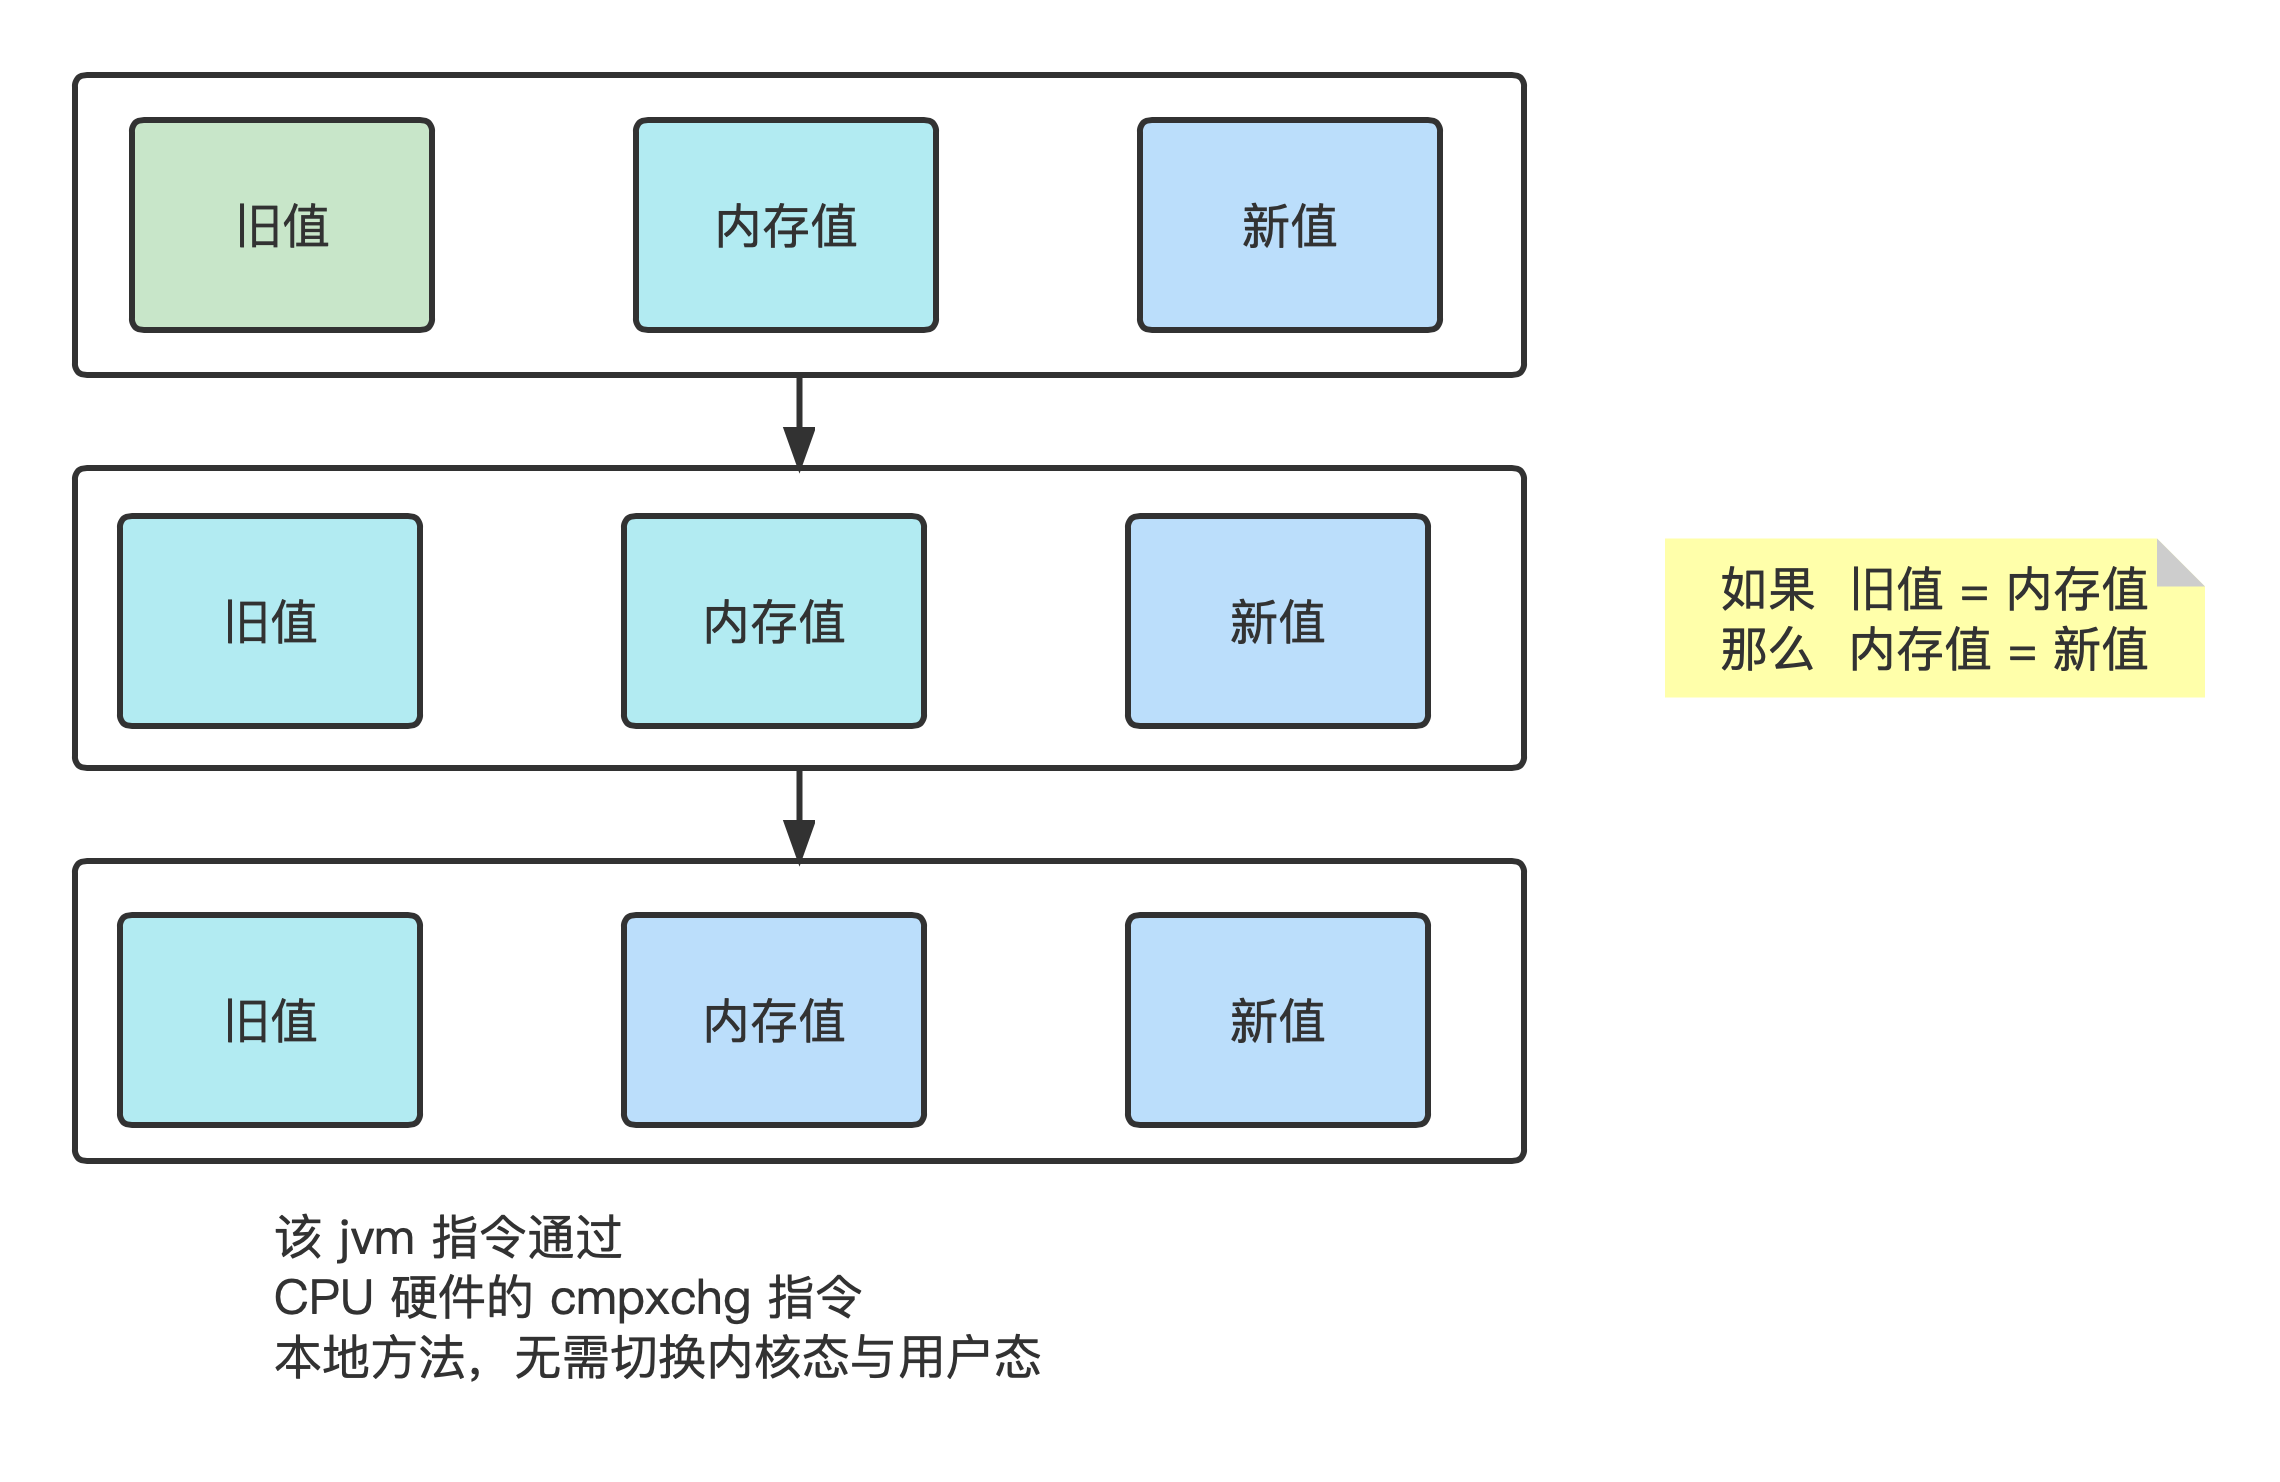 旧值 内存值 新值
旧值 内存值 新值
如果 旧值 = 内存值
那么 内存值 = 新值
旧值 内存值 新值
该 jvm 指令通过
CPU 硬件的 cmpxchg 指令
本地方法，无需切换内核态与用户态